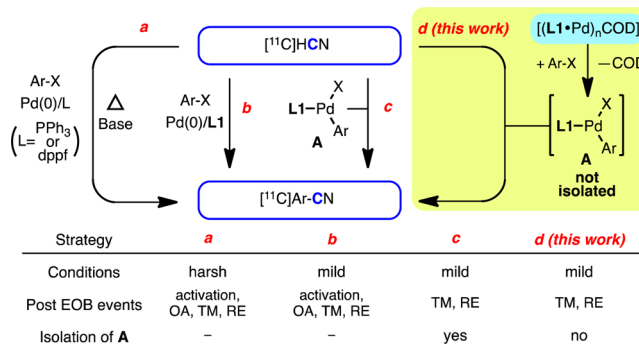 a
[¹¹C]HCN
d (this work)
[(L1•Pd)ₙCOD]
+ Ar-X
—COD
Ar-X
Pd(0)/L
(L= PPh₃ or dppf)
Δ
Base
Ar-X
Pd(0)/L1
b
X
L1–Pd
Ar
A
c
X
L1–Pd
Ar
A
not
isolated
[¹¹C]Ar-CN
Strategy a b c d (this work)
Conditions harsh mild mild mild
Post EOB events activation, OA, TM, RE activation, OA, TM, RE TM, RE TM, RE
Isolation of A – – yes no